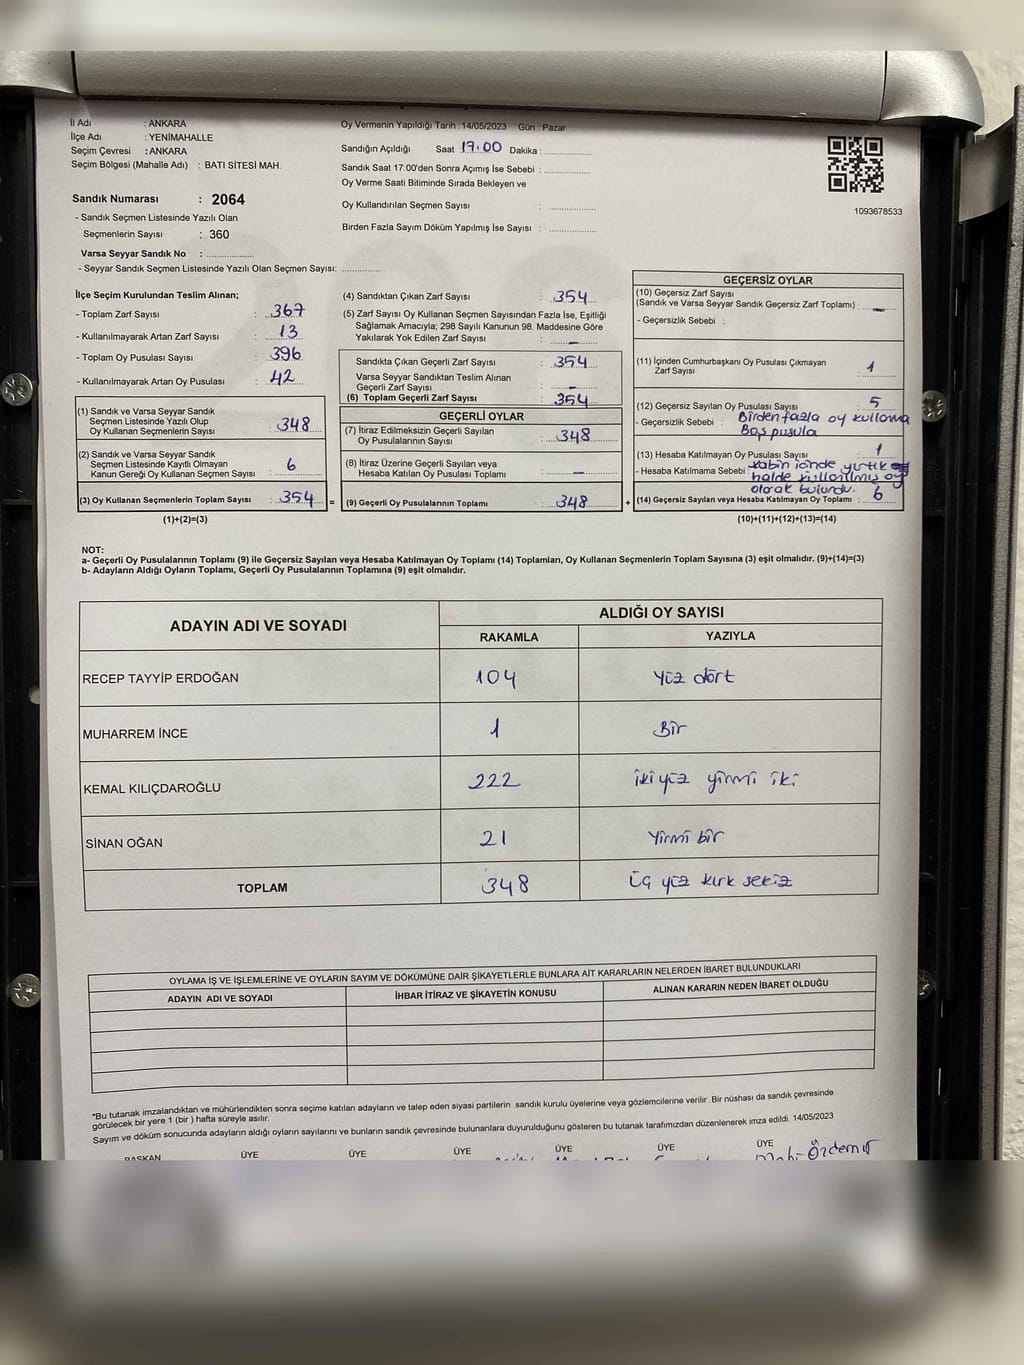 İl Adı : ANKARA
İlçe Adı : YENİMAHALLE
Seçim Çevresi : ANKARA
Seçim Bölgesi (Mahalle Adı) : BATI SİTESİ MAH.
Sandık Numarası : 2064
- Sandık Seçmen Listesinde Yazılı Olan
Seçmenlerin Sayısı : 360
Varsa Seyyar Sandık No : ..................
- Seyyar Sandık Seçmen Listesinde Yazılı Olan Seçmen Sayısı: ..............
Oy Vermenin Yapıldığı Tarih : 14/05/2023 Gün : Pazar
Sandığın Açıldığı Saat : 17:00 Dakika : ................
Sandık Saat 17:00'den Sonra Açımış İse Sebebi : ................
Oy Verme Saati Bitiminde Sırada Bekleyen ve
Oy Kullandırılan Seçmen Sayısı : ................
Birden Fazla Sayım Döküm Yapılmış İse Sayısı : ................
1093678533
İlçe Seçim Kurulundan Teslim Alınan;
- Toplam Zarf Sayısı : 367
- Kullanılmayarak Artan Zarf Sayısı : 13
- Toplam Oy Pusulası Sayısı : 396
- Kullanılmayarak Artan Oy Pusulası : 42
(1) Sandık ve Varsa Seyyar Sandık
Seçmen Listesinde Yazılı Olup
Oy Kullanan Seçmenlerin Sayısı : 348
(2) Sandık ve Varsa Seyyar Sandık
Seçmen Listesinde Kayıtlı Olmayan
Kanun Gereği Oy Kullanan Seçmen Sayısı : 6
(3) Oy Kullanan Seçmenlerin Toplam Sayısı : 354 =
(1)+(2)=(3)
(4) Sandıktan Çıkan Zarf Sayısı : 354
(5) Zarf Sayısı Oy Kullanan Seçmen Sayısından Fazla İse, Eşitliği
Sağlamak Amacıyla; 298 Sayılı Kanunun 98. Maddesine Göre
Yakılarak Yok Edilen Zarf Sayısı : –
Sandıkta Çıkan Geçerli Zarf Sayısı : 354
Varsa Seyyar Sandıktan Teslim Alınan
Geçerli Zarf Sayısı : –
(6) Toplam Geçerli Zarf Sayısı : 354
GEÇERLİ OYLAR
(7) İtiraz Edilmeksizin Geçerli Sayılan
Oy Pusulalarının Sayısı : 348
(8) İtiraz Üzerine Geçerli Sayılan veya
Hesaba Katılan Oy Pusulası Toplamı : –
(9) Geçerli Oy Pusulalarının Toplamı : 348 +
GEÇERSİZ OYLAR
(10) Geçersiz Zarf Sayısı
(Sandık ve Varsa Seyyar Sandık Geçersiz Zarf Toplamı) : –
- Geçersizlik Sebebi :
(11) İçinden Cumhurbaşkanı Oy Pusulası Çıkmayan
Zarf Sayısı : 1
(12) Geçersiz Sayılan Oy Pusulası Sayısı : 5
- Geçersizlik Sebebi : Birden fazla oy kullanma
Boş pusula
(13) Hesaba Katılmayan Oy Pusulası Sayısı : 1
- Hesaba Katılmama Sebebi : kabin içinde yırtık
halde kullanılmış oy
olarak bulundu.
(14) Geçersiz Sayılan veya Hesaba Katılmayan Oy Toplamı : 6
(10)+(11)+(12)+(13)=(14)
NOT:
a- Geçerli Oy Pusulalarının Toplamı (9) ile Geçersiz Sayılan veya Hesaba Katılmayan Oy Toplamı (14) Toplamları, Oy Kullanan Seçmenlerin Toplam Sayısına (3) eşit olmalıdır. (9)+(14)=(3)
b- Adayların Aldığı Oyların Toplamı, Geçerli Oy Pusulalarının Toplamına (9) eşit olmalıdır.
ADAYIN ADI VE SOYADI ALDIĞI OY SAYISI
RAKAMLA YAZIYLA
RECEP TAYYİP ERDOĞAN 104 Yüz dört
MUHARREM İNCE 1 Bir
KEMAL KILIÇDAROĞLU 222 iki yüz yirmi iki
SİNAN OĞAN 21 Yirmi bir
TOPLAM 348 Üç yüz kırk sekiz
OYLAMA İŞ VE İŞLEMLERİNE VE OYLARIN SAYIM VE DÖKÜMÜNE DAİR ŞİKAYETLERLE BUNLARA AİT KARARLARIN NELERDEN İBARET BULUNDUKLARI
ADAYIN ADI VE SOYADI İHBAR İTİRAZ VE ŞİKAYETİN KONUSU ALINAN KARARIN NEDEN İBARET OLDUĞU
*Bu tutanak imzalandıktan ve mühürlendikten sonra seçime katılan adayların ve talep eden siyasi partilerin sandık kurulu üyelerine veya gözlemcilerine verilir. Bir nüshası da sandık çevresinde
görülecek bir yere 1 (bir ) hafta süreyle asılır.
Sayım ve döküm sonucunda adayların aldığı oyların sayılarını ve bunların sandık çevresinde bulunanlara duyurulduğunu gösteren bu tutanak tarafımızdan düzenlenerek imza edildi. 14/05/2023
BAŞKAN ÜYE ÜYE ÜYE ÜYE ÜYE ÜYE
Özdemir